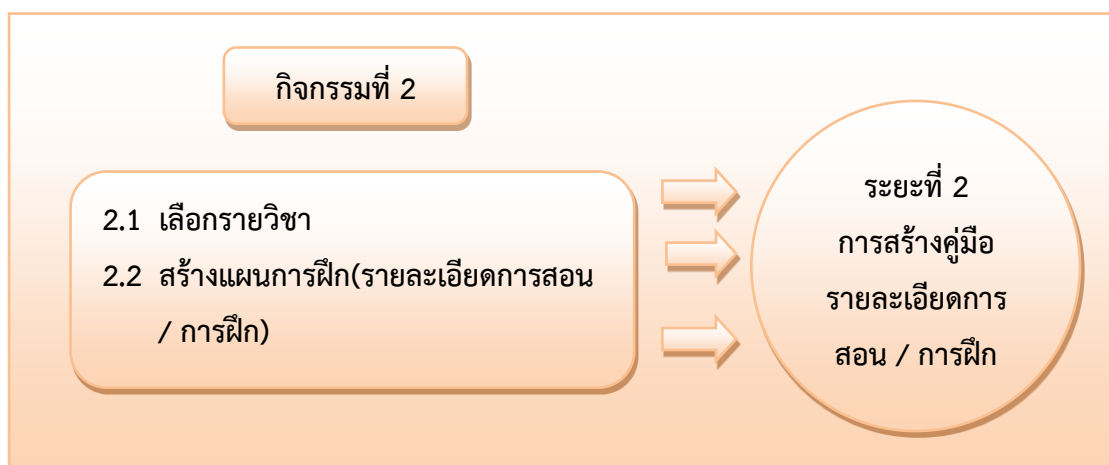 กิจกรรมที่ 2
2.1 เลือกรายวิชา
2.2 สร้างแผนการฝึก(รายละเอียดการสอน
/ การฝึก)
ระยะที่ 2
การสร้างคู่มือ
รายละเอียดการ
สอน / การฝึก